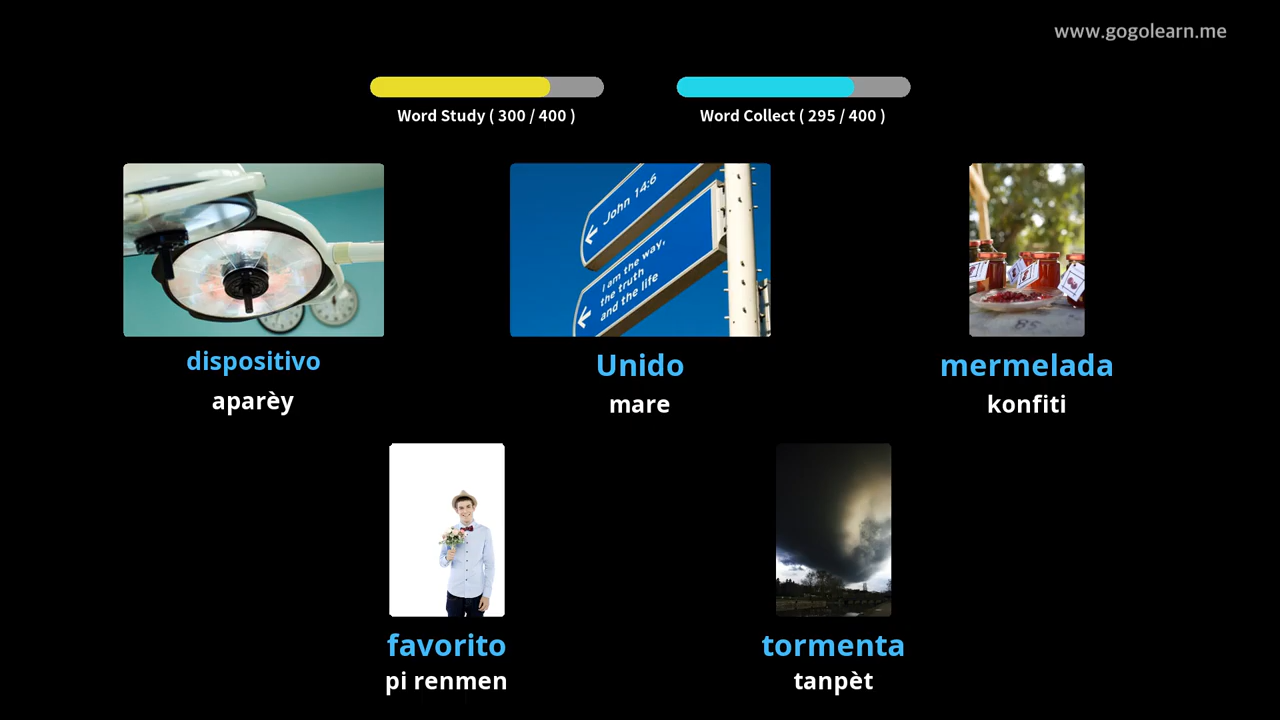 www.gogolearn.me
Word Study ( 300 / 400 )
Word Collect ( 295 / 400 )
John 14:6
I am the way,
the truth
and the life
dispositivo
aparèy
Unido
mare
mermelada
konfiti
favorito
pi renmen
tormenta
tanpèt